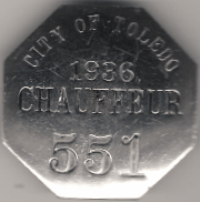 CITY OF TOLEDO
1936
CHAUFFEUR
551